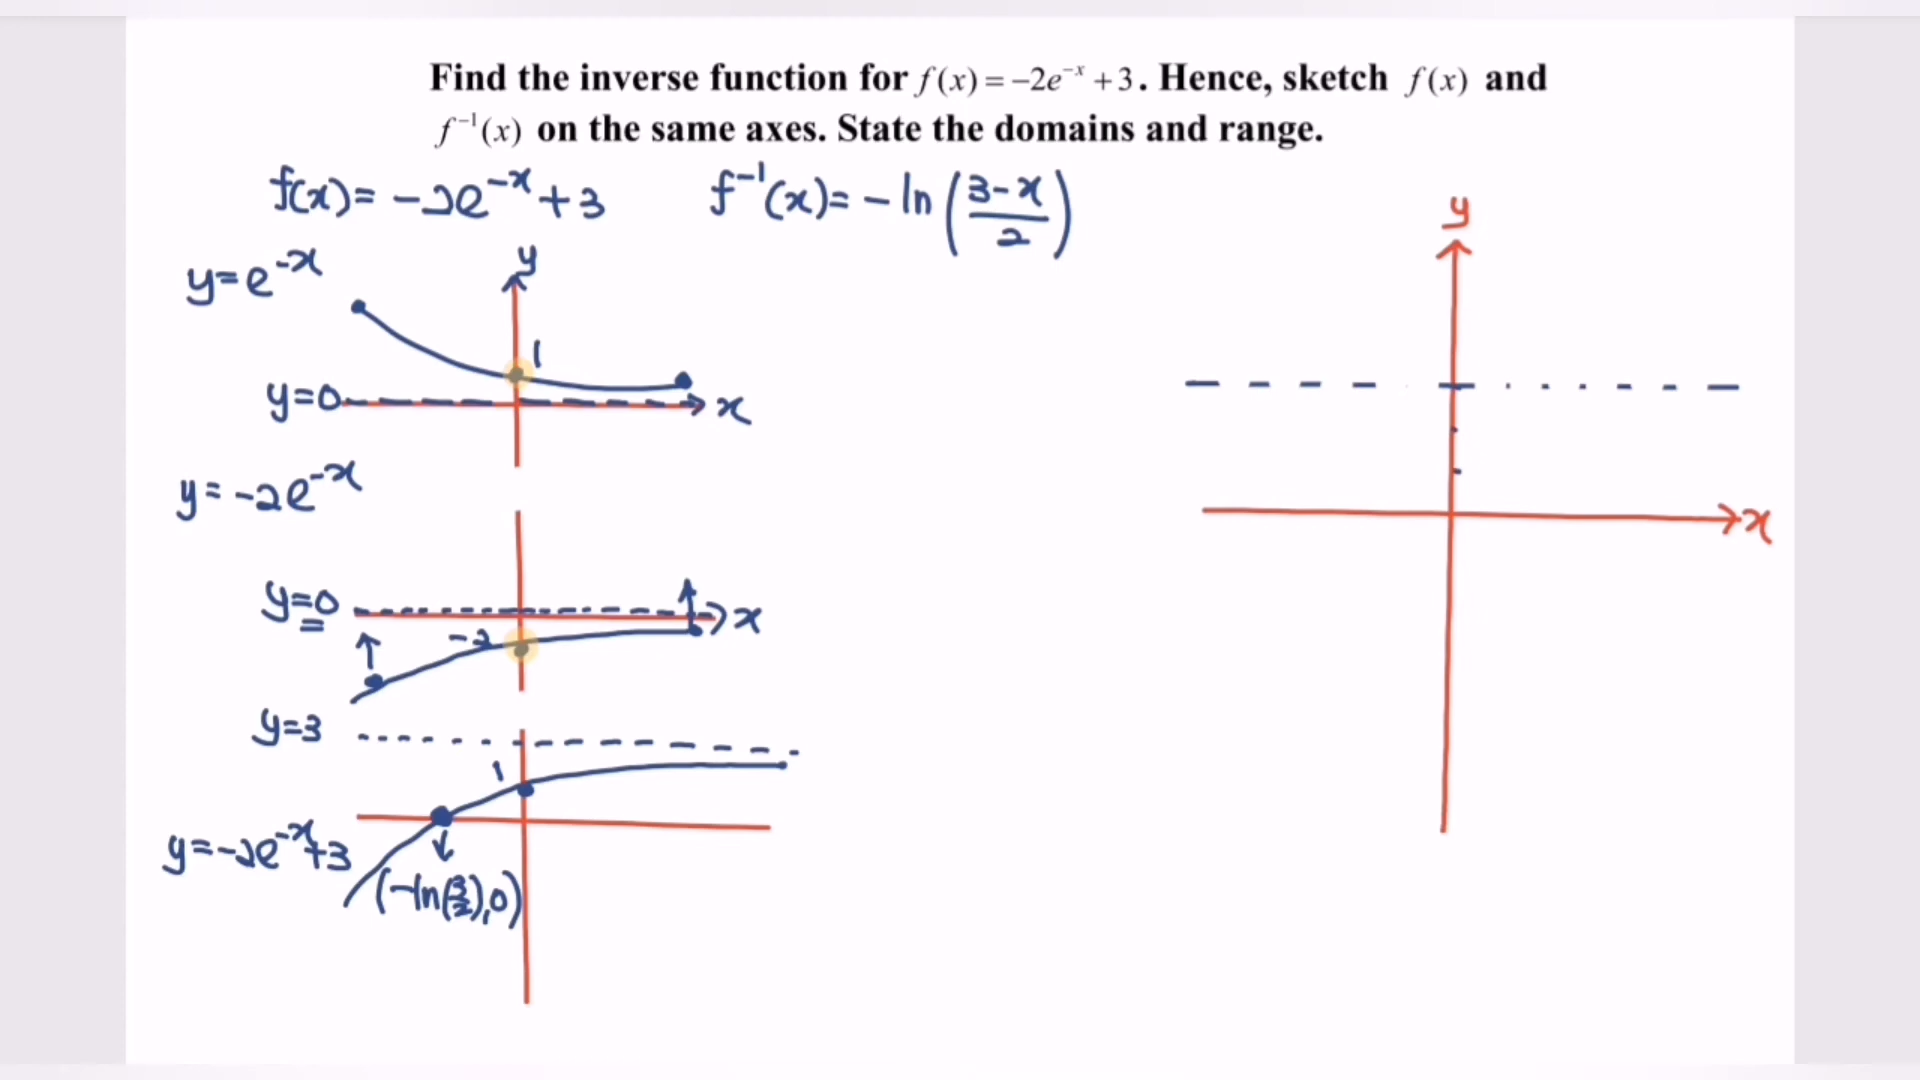 Find the inverse function for f(x) = −2e⁻ˣ + 3. Hence, sketch f(x) and
f⁻¹(x) on the same axes. State the domains and range.
f(x) = −2e⁻ˣ + 3
f⁻¹(x) = − ln((3−x)/2)
y
y
y=e⁻ˣ
1
y=0
x
y=−2e⁻ˣ
x
y=0
x
−2
y=3
1
y=−2e⁻ˣ+3
(−ln(3/2),0)